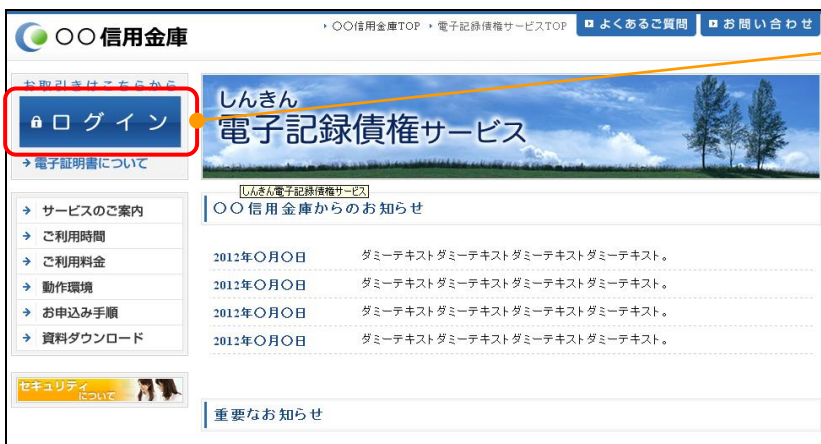 〇〇信用金庫
〇〇信用金庫TOP
電子記録債権サービスTOP
よくあるご質問
お問い合わせ
お取引きはこちらから
ログイン
電子証明書について
しんきん
電子記録債権サービス
しんきん電子記録債権サービス
サービスのご案内
ご利用時間
ご利用料金
動作環境
お申込み手順
資料ダウンロード
セキュリティ
について
〇〇信用金庫からのお知らせ
2012年〇月〇日 ダミーテキストダミーテキストダミーテキストダミーテキスト。
2012年〇月〇日 ダミーテキストダミーテキストダミーテキストダミーテキスト。
2012年〇月〇日 ダミーテキストダミーテキストダミーテキストダミーテキスト。
2012年〇月〇日 ダミーテキストダミーテキストダミーテキストダミーテキスト。
重要なお知らせ